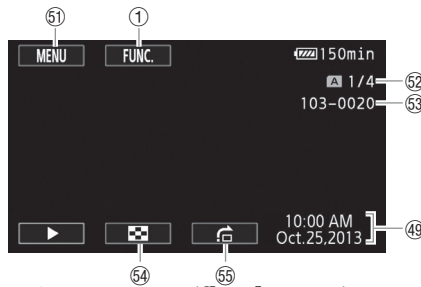 51 1
MENU FUNC. 150min
A 1/4 52
103-0020 53
10:00 AM
Oct.25,2013 49
54 55